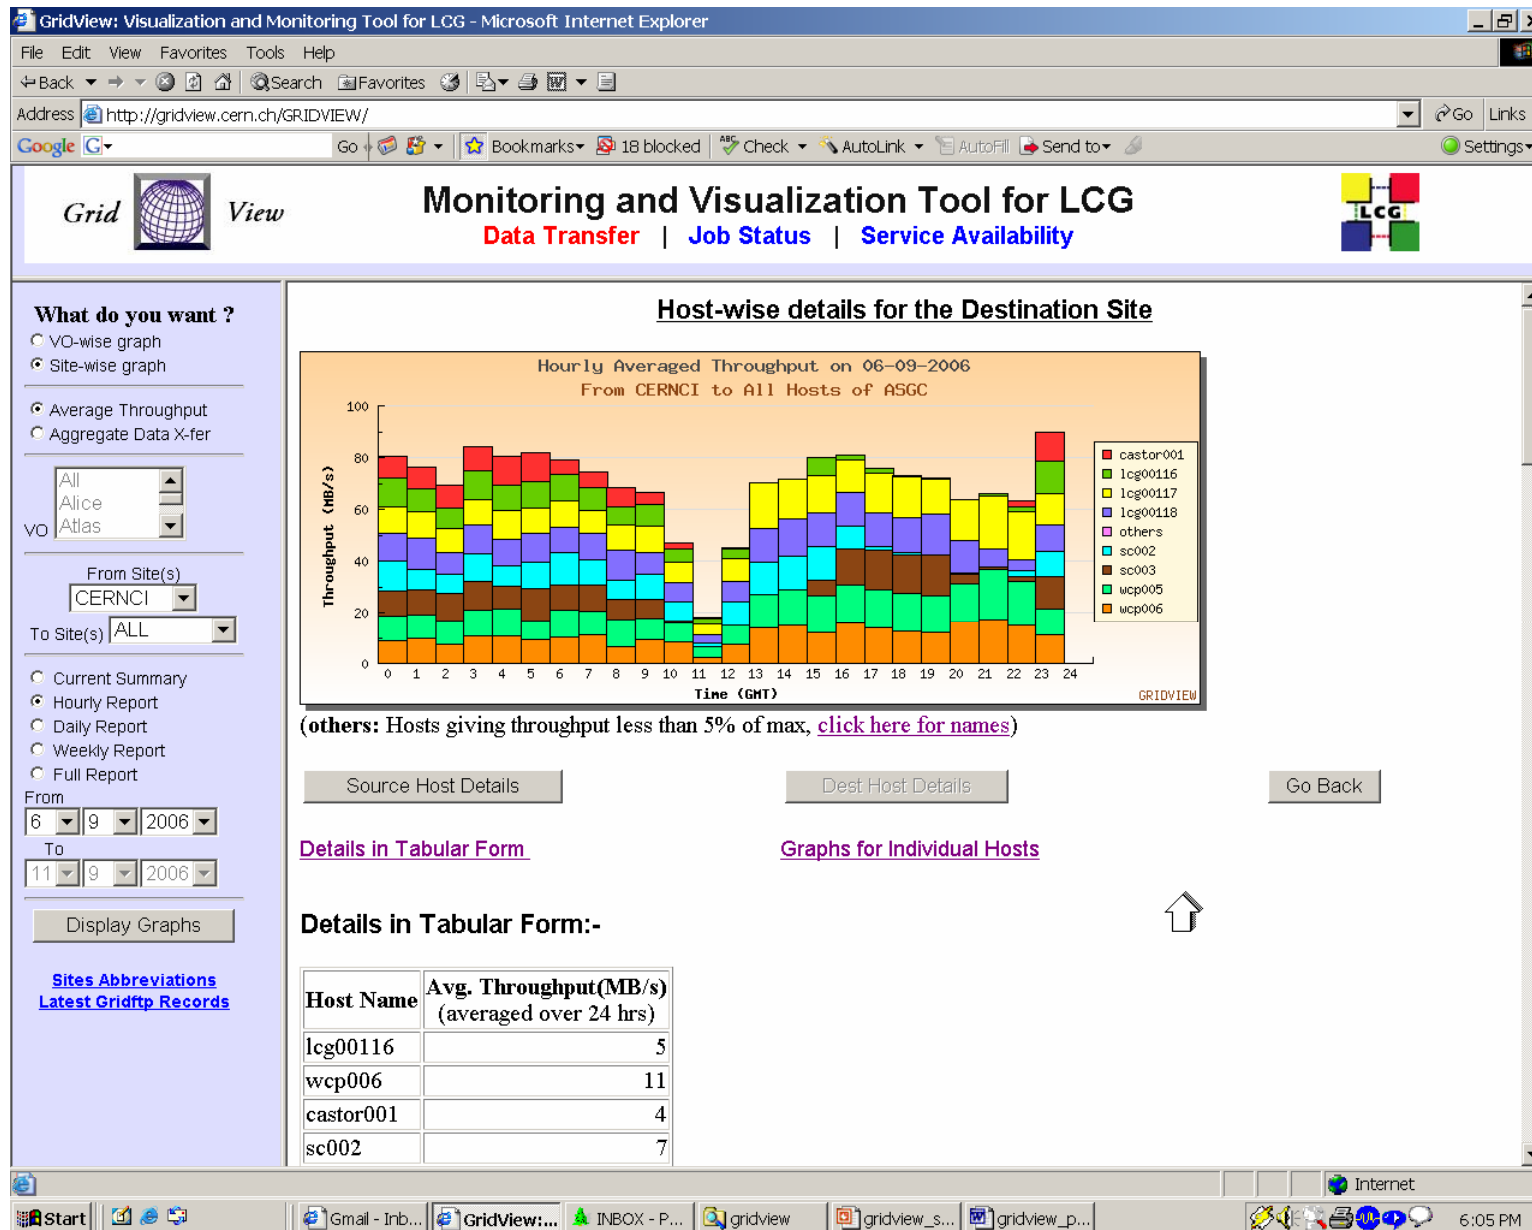 GridView: Visualization and Monitoring Tool for LCG - Microsoft Internet Explorer
File Edit View Favorites Tools Help
Back Search Favorites
Address http://gridview.cern.ch/GRIDVIEW/ Go Links
Google G Go Bookmarks 18 blocked ABC Check AutoLink AutoFill Send to Settings
Grid View
Monitoring and Visualization Tool for LCG
Data Transfer | Job Status | Service Availability
LCG
What do you want ?
VO-wise graph
Site-wise graph
Average Throughput
Aggregate Data X-fer
VO
All
Alice
Atlas
From Site(s)
CERNCI
To Site(s) ALL
Current Summary
Hourly Report
Daily Report
Weekly Report
Full Report
From
6 9 2006
To
11 9 2006
Display Graphs
Sites Abbreviations
Latest Gridftp Records
Host-wise details for the Destination Site
Hourly Averaged Throughput on 06-09-2006
From CERNCI to All Hosts of ASGC
Throughput (MB/s)
100
80
60
40
20
0
0 1 2 3 4 5 6 7 8 9 10 11 12 13 14 15 16 17 18 19 20 21 22 23 24
Time (GMT)
castor001
lcg00116
lcg00117
lcg00118
others
sc002
sc003
wcp005
wcp006
GRIDVIEW
(others: Hosts giving throughput less than 5% of max, click here for names)
Source Host Details Dest Host Details Go Back
Details in Tabular Form Graphs for Individual Hosts
Details in Tabular Form:-
Host Name Avg. Throughput(MB/s)
(averaged over 24 hrs)
lcg00116 5
wcp006 11
castor001 4
sc002 7
Internet
Start Gmail - Inb... GridView:... INBOX - P... gridview gridview_s... gridview_p... 6:05 PM